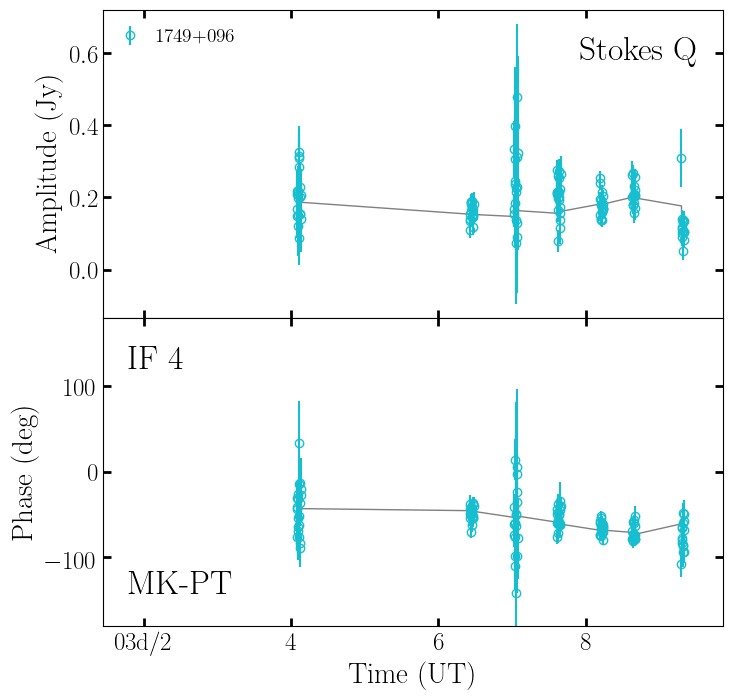 1749+096
Stokes Q
0.6
0.4
0.2
0.0
Amplitude (Jy)
IF 4
100
0
−100
Phase (deg)
MK-PT
03d/2 4 6 8
Time (UT)